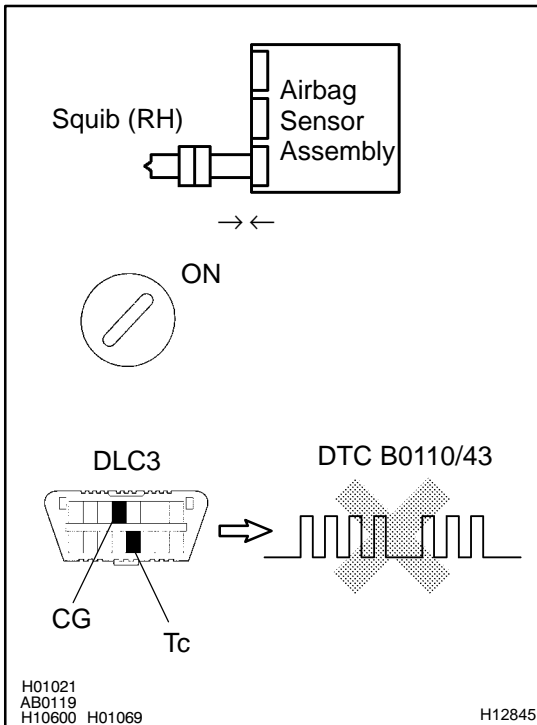 Airbag
Sensor
Assembly
Squib (RH)
ON
DLC3
DTC B0110/43
CG
Tc
H01021
AB0119
H10600 H01069
H12845